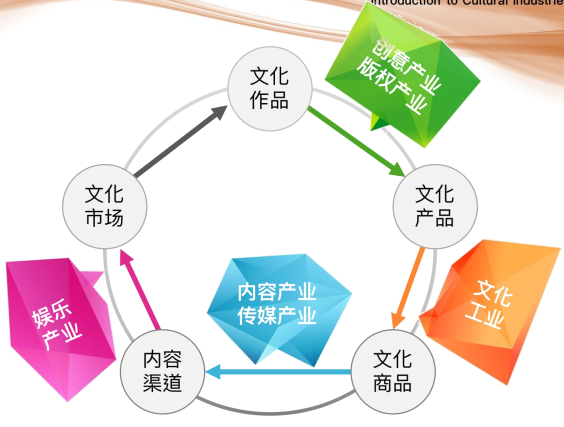 Introduction to Cultural Industries
创意产业
版权产业
文化
作品
文化
市场
文化
产品
娱乐
产业
内容产业
传媒产业
文化
工业
内容
渠道
文化
商品